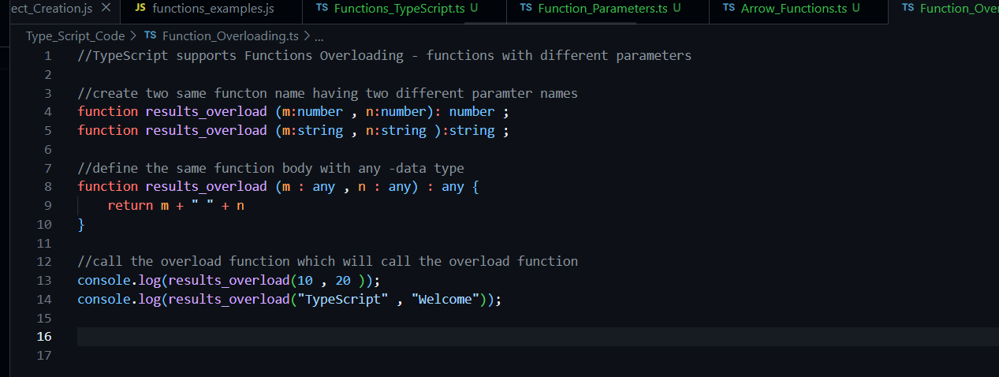 ect_Creation.js × JS functions_examples.js TS Functions_TypeScript.ts U TS Function_Parameters.ts U TS Arrow_Functions.ts U TS Function_Over
Type_Script_Code > TS Function_Overloading.ts > ...
1 //TypeScript supports Functions Overloading - functions with different parameters
2
3 //create two same functon name having two different paramter names
4 function results_overload (m:number , n:number): number ;
5 function results_overload (m:string , n:string ):string ;
6
7 //define the same function body with any -data type
8 function results_overload (m : any , n : any) : any {
9     return m + " " + n
10 }
11
12 //call the overload function which will call the overload function
13 console.log(results_overload(10 , 20 ));
14 console.log(results_overload("TypeScript" , "Welcome"));
15
16
17